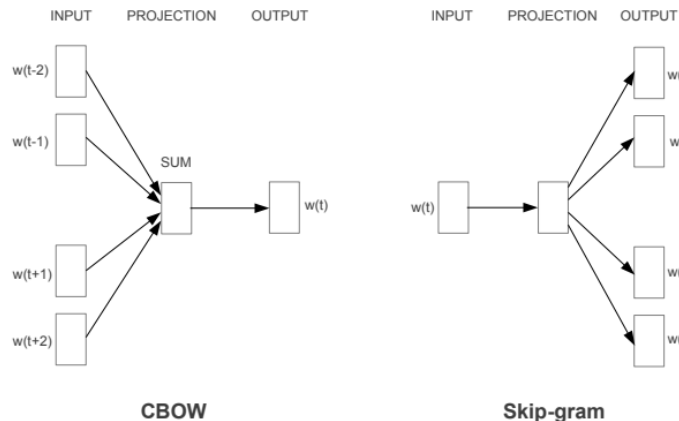 INPUT PROJECTION OUTPUT
w(t-2)
w(t-1)
SUM
w(t)
w(t+1)
w(t+2)
CBOW
INPUT PROJECTION OUTPUT
w(t)
Skip-gram